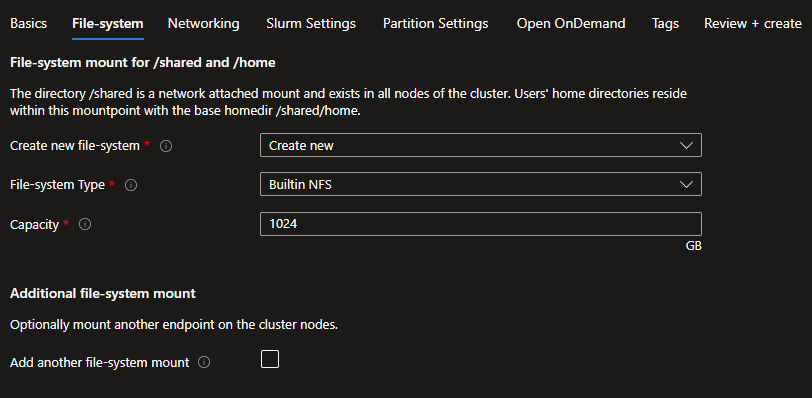 Basics File-system Networking Slurm Settings Partition Settings Open OnDemand Tags Review + create
File-system mount for /shared and /home
The directory /shared is a network attached mount and exists in all nodes of the cluster. Users' home directories reside
within this mountpoint with the base homedir /shared/home.
Create new file-system * Create new
File-system Type * Builtin NFS
Capacity * 1024
GB
Additional file-system mount
Optionally mount another endpoint on the cluster nodes.
Add another file-system mount